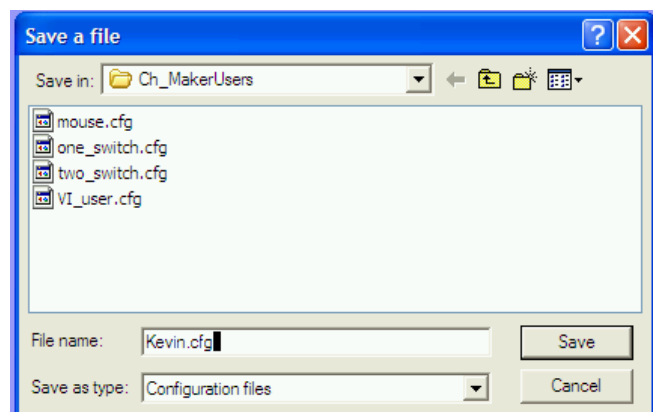 Save a file
Save in: Ch_MakerUsers
mouse.cfg
one_switch.cfg
two_switch.cfg
VI_user.cfg
File name: Kevin.cfg Save
Save as type: Configuration files Cancel